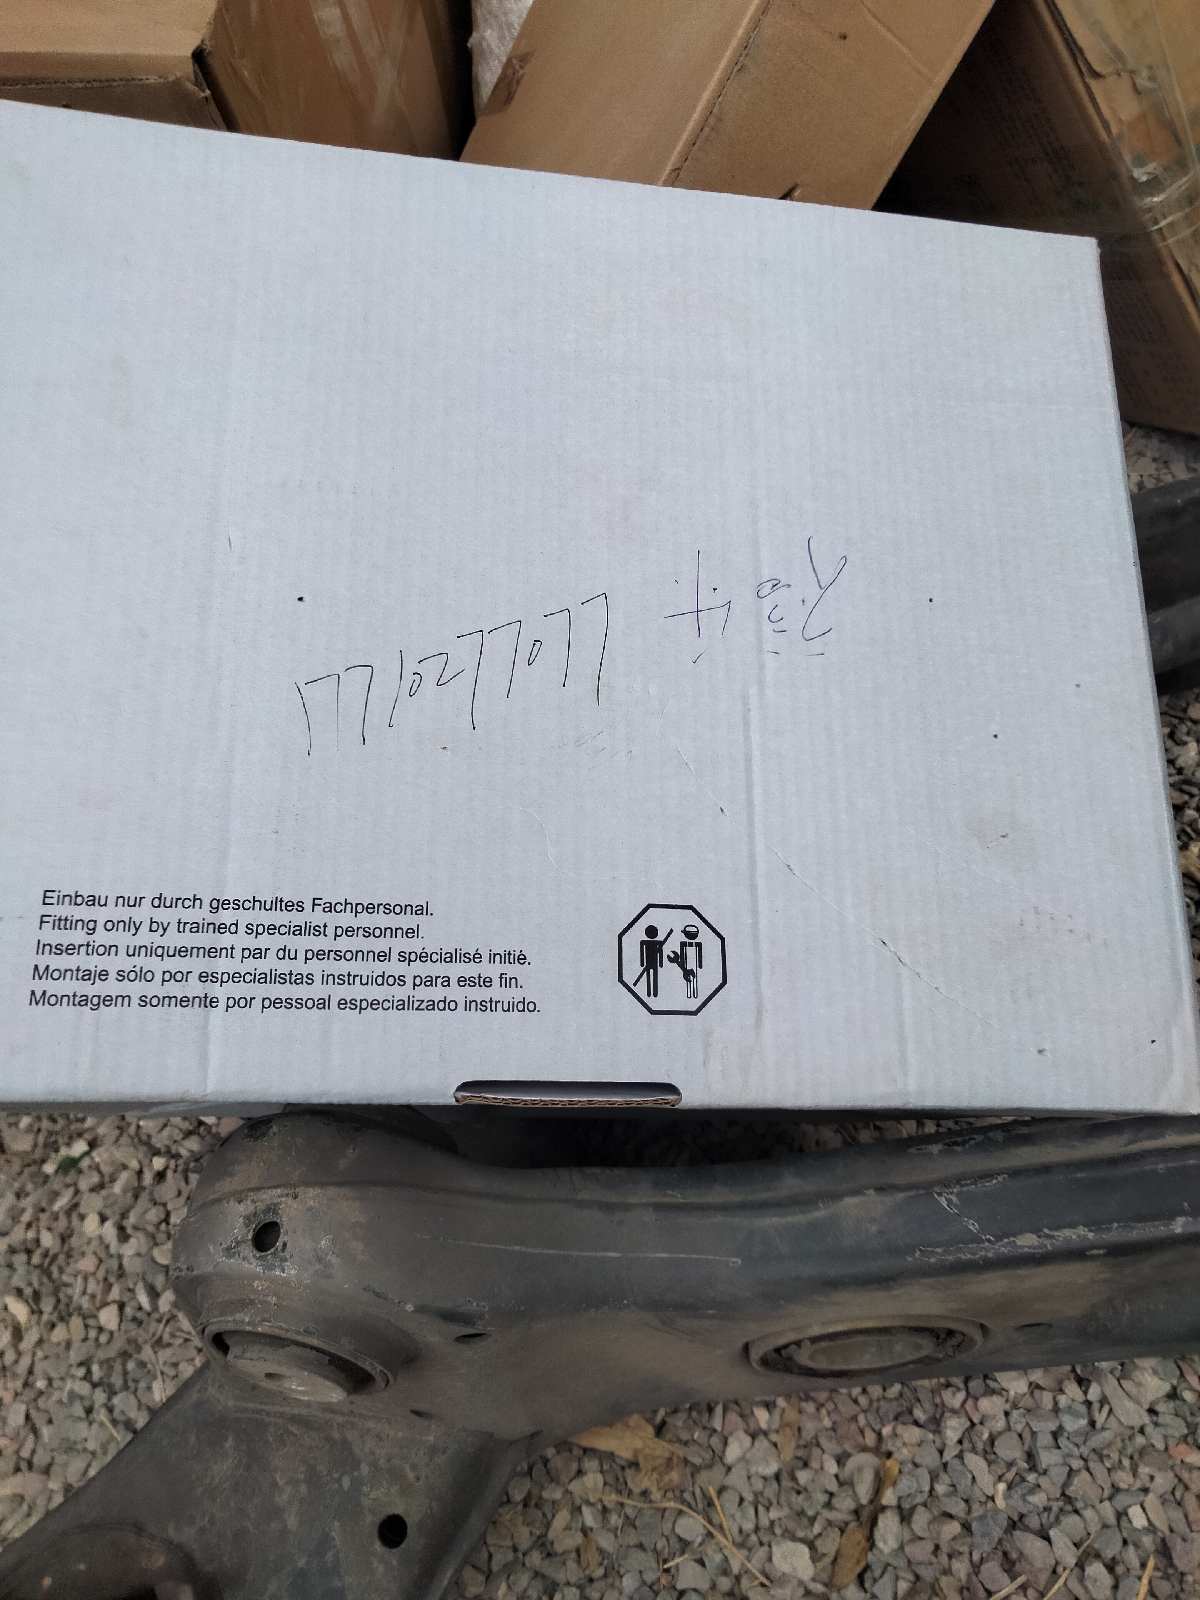 17710277077
Einbau nur durch geschultes Fachpersonal.
Fitting only by trained specialist personnel.
Insertion uniquement par du personnel spécialisé initié.
Montaje sólo por especialistas instruidos para este fin.
Montagem somente por pessoal especializado instruido.